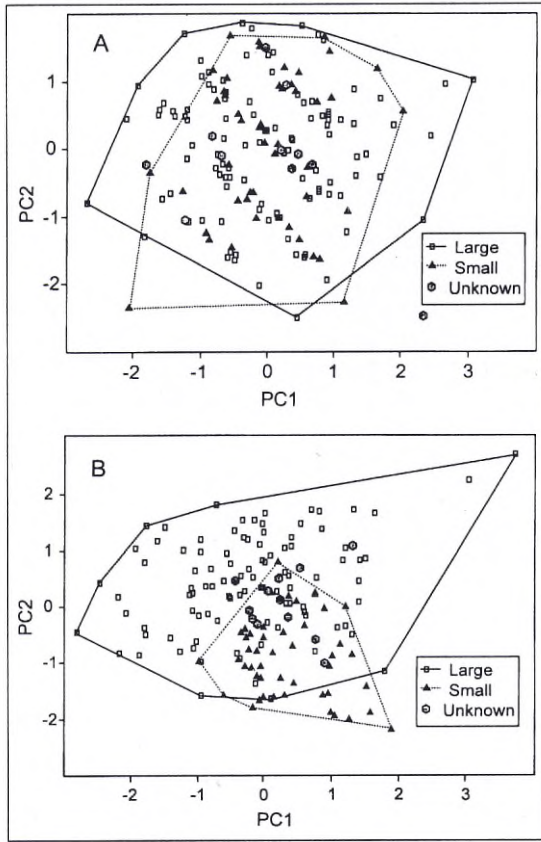 A
PC2
1
0
-1
-2
Large
Small
Unknown
-2 -1 0 1 2 3
PC1
B
PC2
2
1
0
-1
-2
Large
Small
Unknown
-2 -1 0 1 2 3
PC1